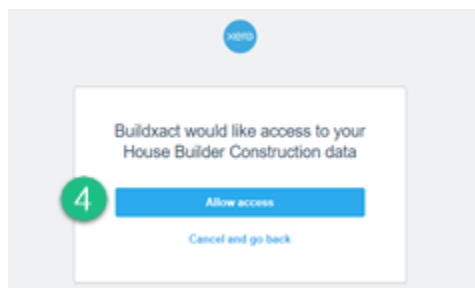 xero
Buildxact would like access to your
House Builder Construction data
4
Allow access
Cancel and go back